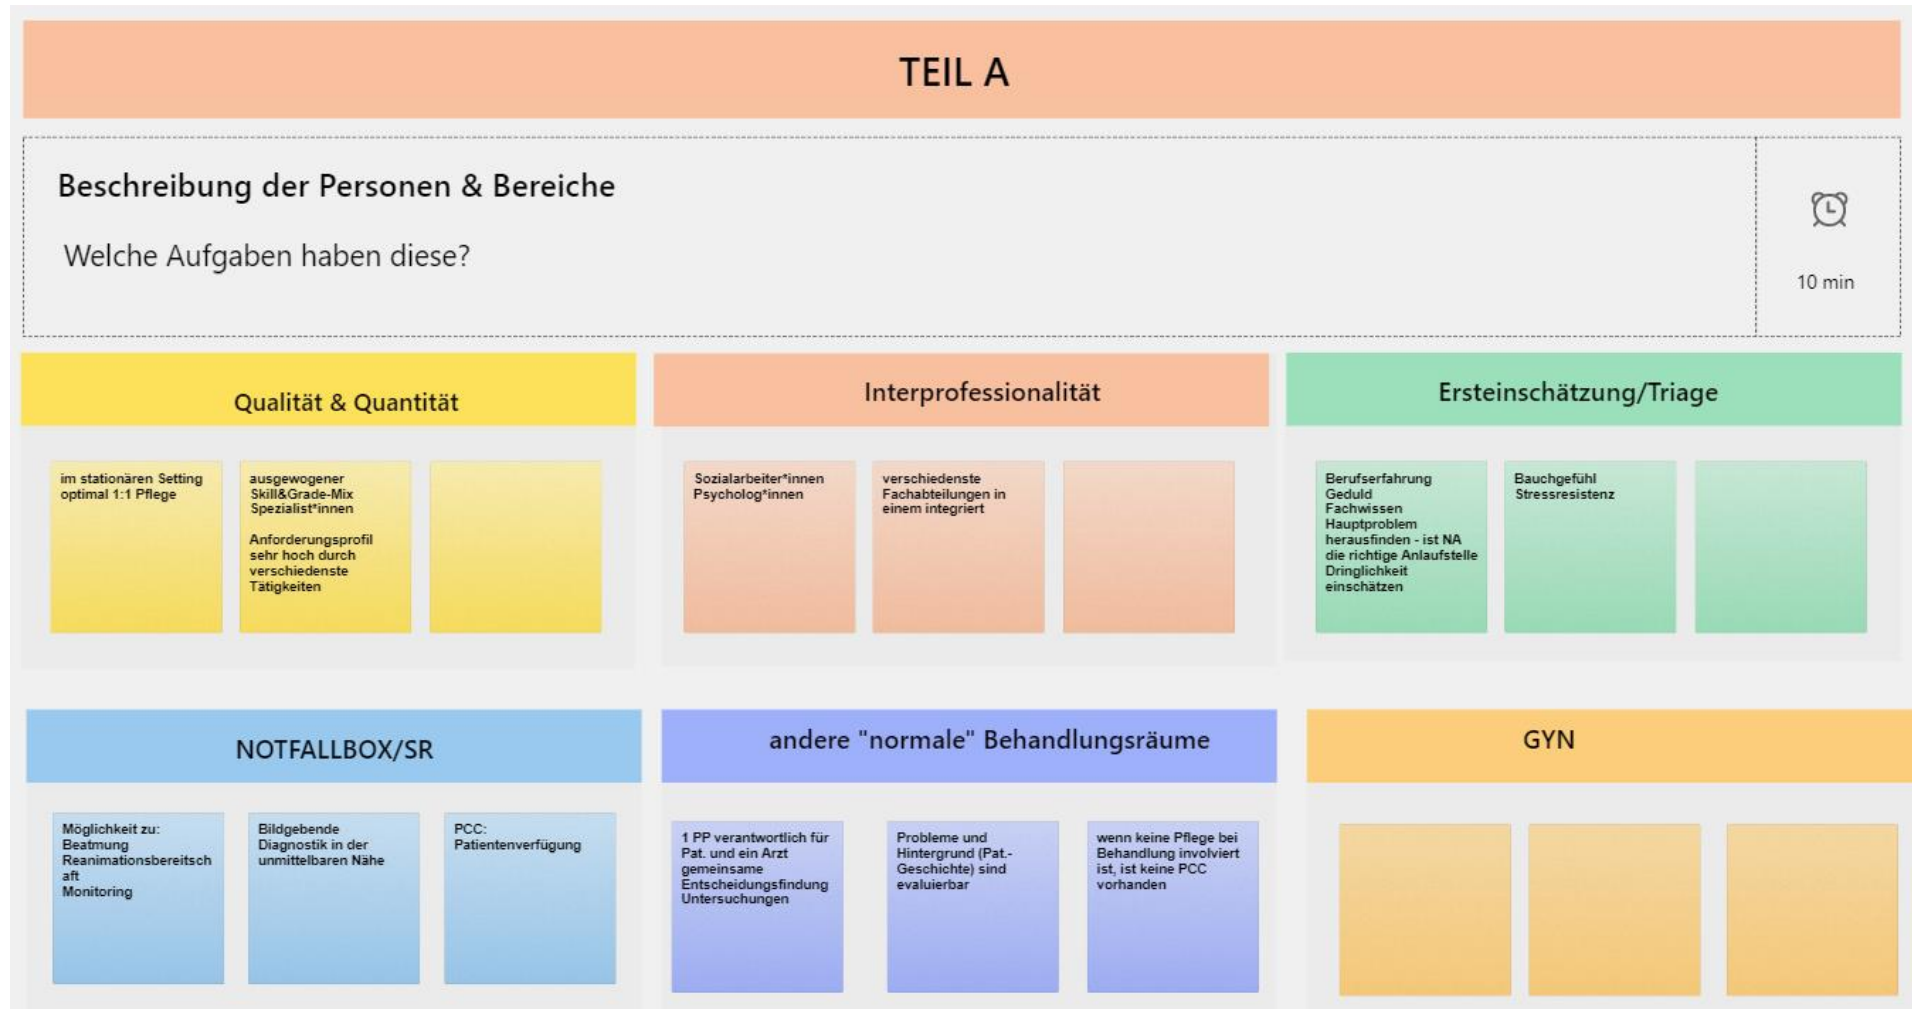 TEIL A
Beschreibung der Personen & Bereiche
Welche Aufgaben haben diese?
10 min
Qualität & Quantität
im stationären Setting
optimal 1:1 Pflege
ausgewogener
Skill&Grade-Mix
Spezialist*innen
Anforderungsprofil
sehr hoch durch
verschiedenste
Tätigkeiten
Interprofessionalität
Sozialarbeiter*innen
Psycholog*innen
verschiedenste
Fachabteilungen in
einem integriert
Ersteinschätzung/Triage
Berufserfahrung
Geduld
Fachwissen
Hauptproblem
herausfinden - ist NA
die richtige Anlaufstelle
Dringlichkeit
einschätzen
Bauchgefühl
Stressresistenz
NOTFALLBOX/SR
Möglichkeit zu:
Beatmung
Reanimationsbereitsch
aft
Monitoring
Bildgebende
Diagnostik in der
unmittelbaren Nähe
PCC:
Patientenverfügung
andere "normale" Behandlungsräume
1 PP verantwortlich für
Pat. und ein Arzt
gemeinsame
Entscheidungsfindung
Untersuchungen
Probleme und
Hintergrund (Pat.-
Geschichte) sind
evaluierbar
wenn keine Pflege bei
Behandlung involviert
ist, ist keine PCC
vorhanden
GYN